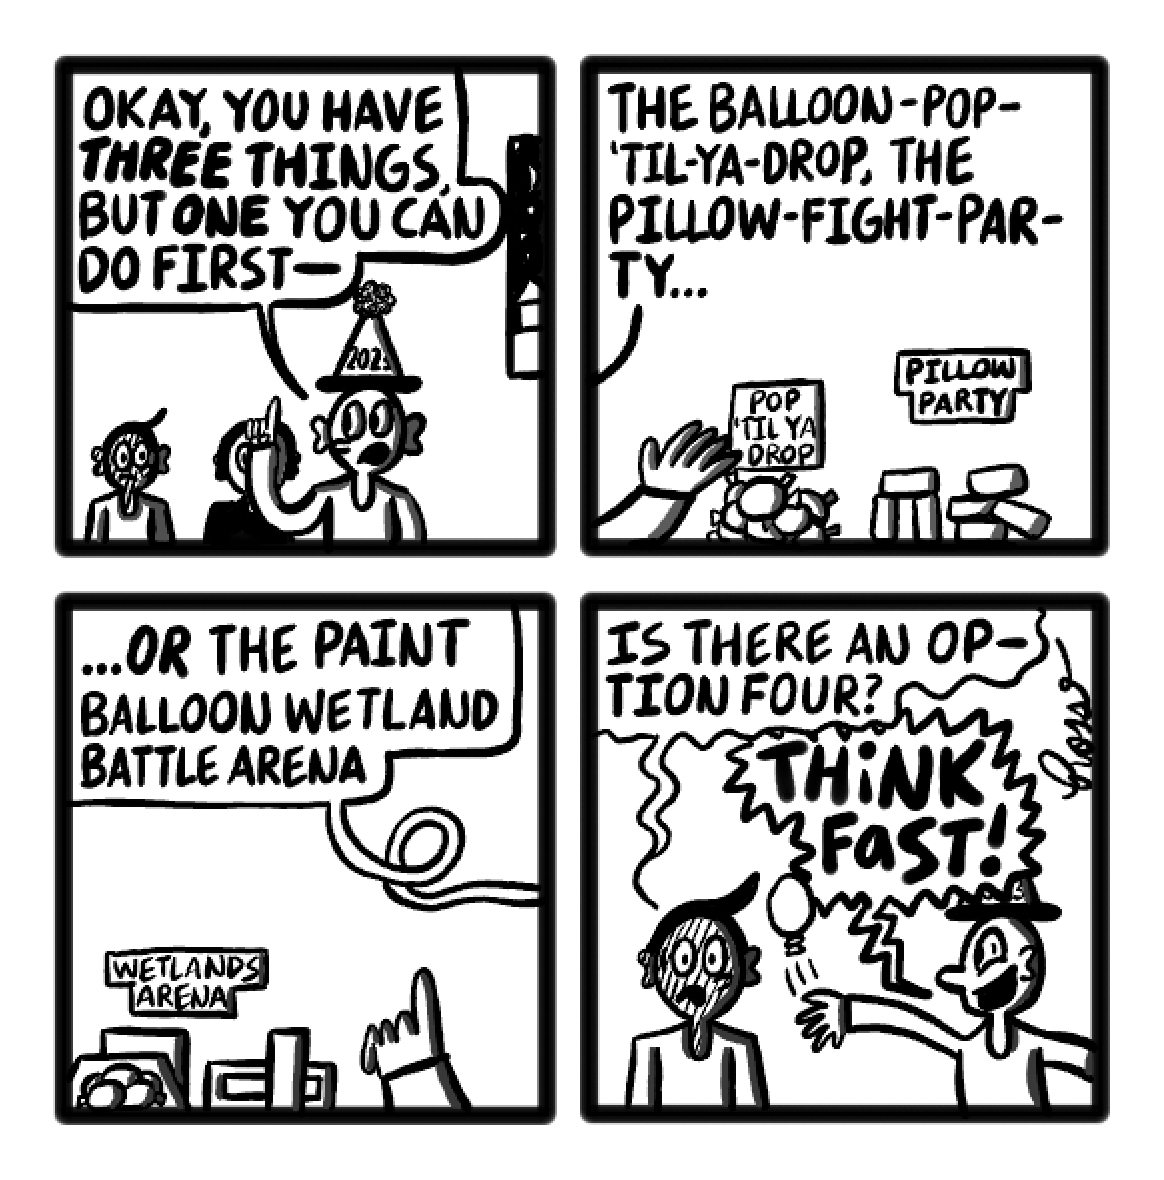 OKAY, YOU HAVE
THREE THINGS,
BUT ONE YOU CAN
DO FIRST—
THE BALLOON-POP-
'TIL-YA-DROP, THE
PILLOW-FIGHT-PAR-
TY...
POP
'TIL YA
DROP
PILLOW
PARTY
...OR THE PAINT
BALLOON WETLAND
BATTLE ARENA
WETLANDS
ARENA
IS THERE AN OP-
TION FOUR?
THiNK
FaST!